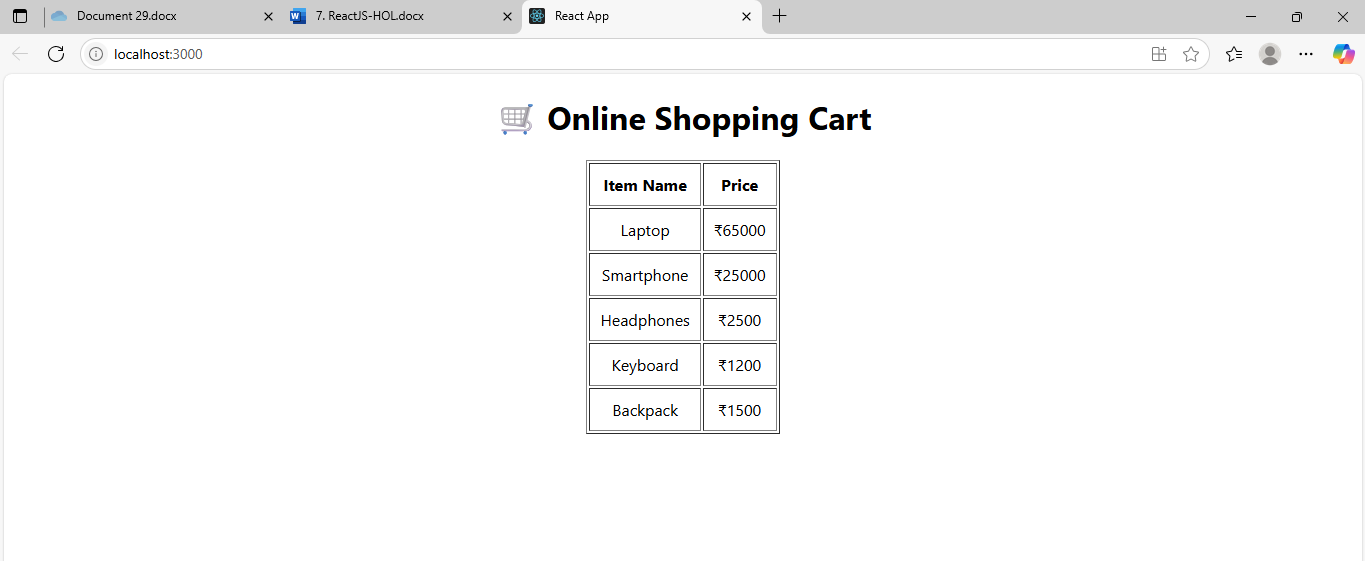 Document 29.docx
7. ReactJS-HOL.docx
React App
localhost:3000
🛒 Online Shopping Cart
Item Name Price
Laptop ₹65000
Smartphone ₹25000
Headphones ₹2500
Keyboard ₹1200
Backpack ₹1500